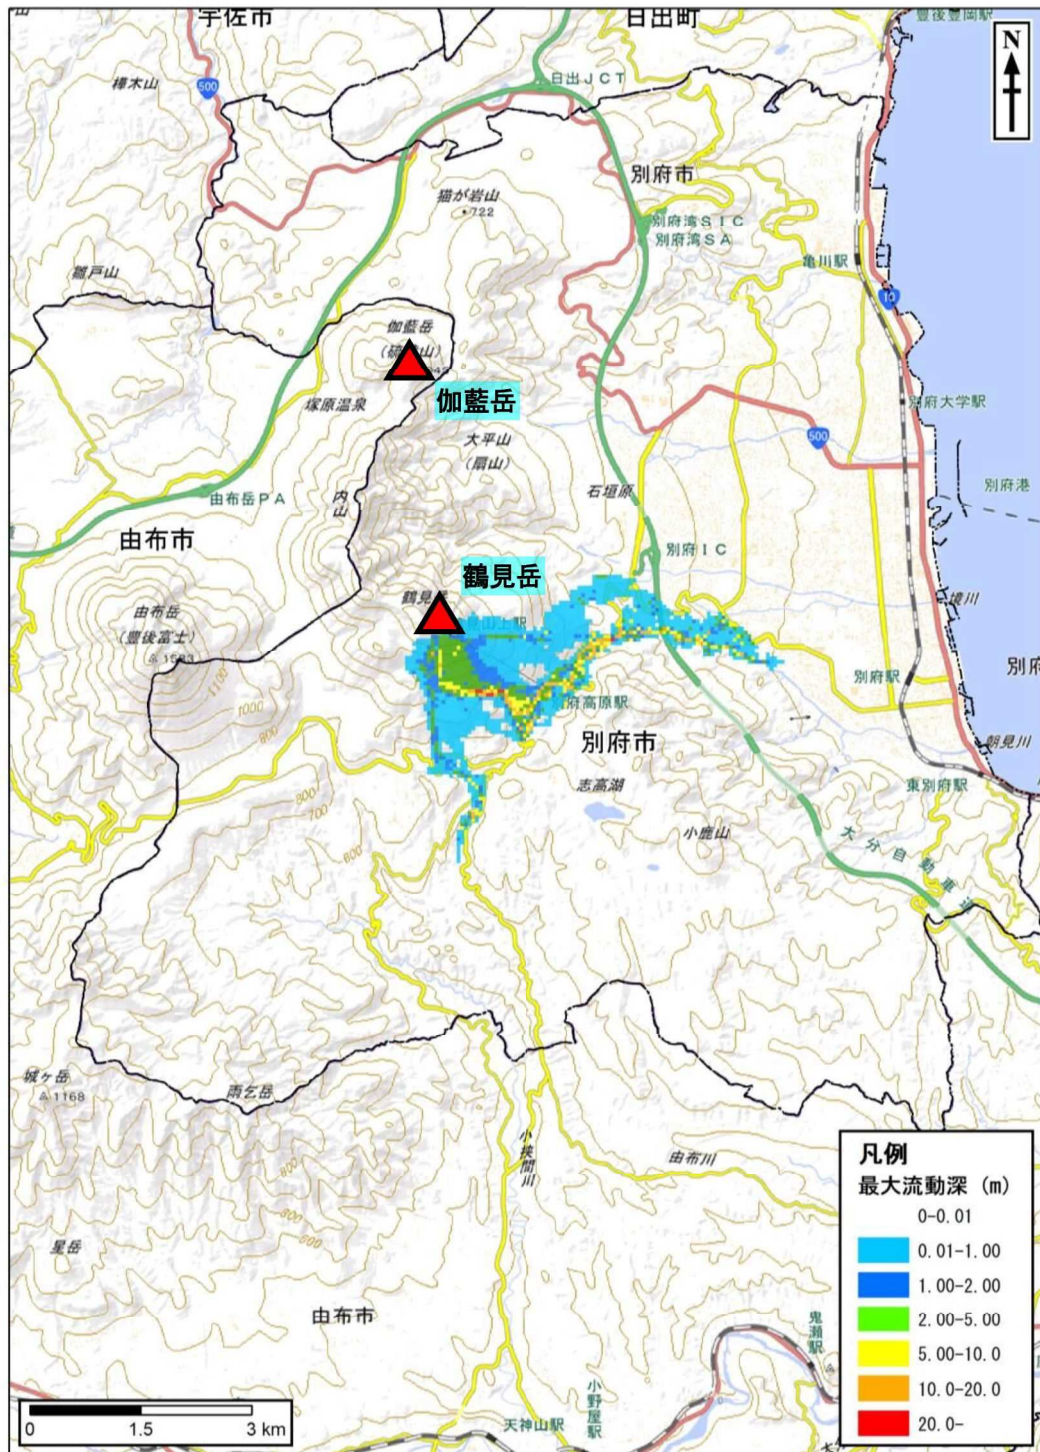 宇佐市
日出町
豊後豊岡駅
N
日出JCT
500
樺木山
別府市
猫が岩山
・722
別府湾SIC
別府湾SA
亀川駅
雛戸山
10
伽藍岳
伽藍岳
塚原温泉
別府大学駅
大平山
(扇山)
500
別府港
石垣原
内山
由布岳PA
由布市
別府IC
鶴見岳
境川
由布岳
(豊後富士)
1583
1100
別府
別府駅
1000
別府高原駅
800
別府市
朝見川
東別府駅
志高湖
800
700
小鹿山
600
大分自動車道
城ヶ岳
1168
雨乞岳
小挟間川
由布川
800
800
600
星岳
由布市
鬼瀬駅
小野屋駅
天神山駅
凡例
最大流動深 (m)
0-0.01
0.01-1.00
1.00-2.00
2.00-5.00
5.00-10.0
10.0-20.0
20.0-
0 1.5 3 km